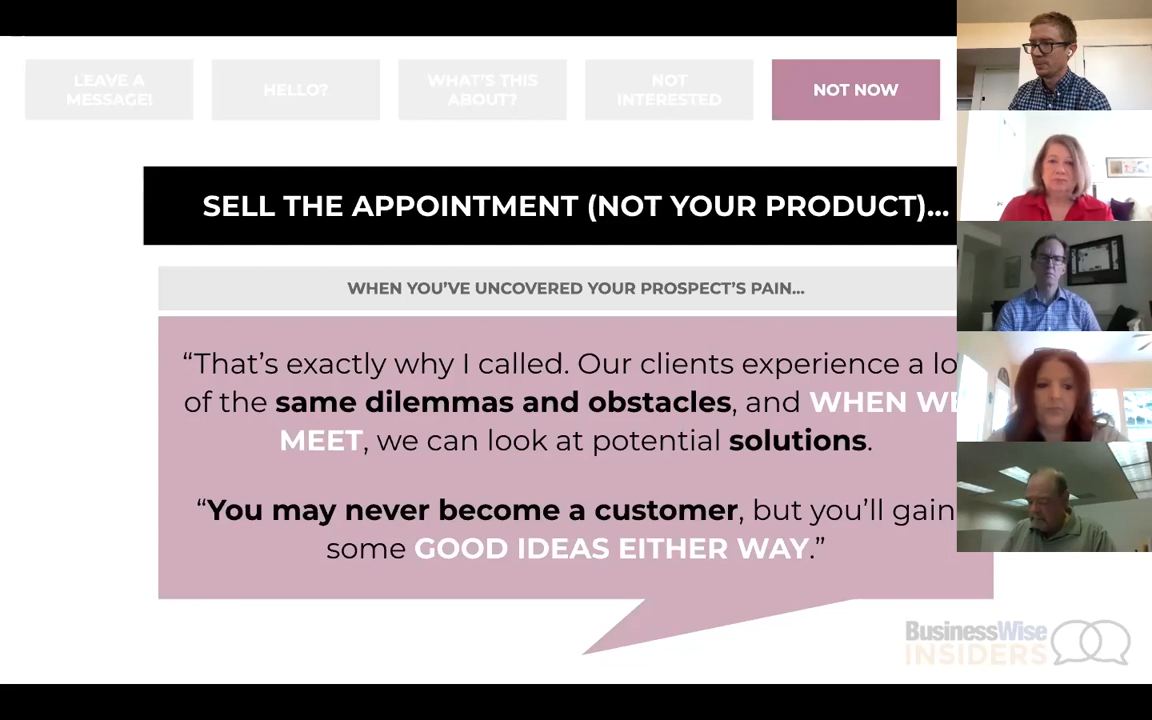 LEAVE A
MESSAGE!
HELLO?
WHAT'S THIS
ABOUT?
NOT
INTERESTED
NOT NOW
SELL THE APPOINTMENT (NOT YOUR PRODUCT)...
WHEN YOU'VE UNCOVERED YOUR PROSPECT'S PAIN...
“That's exactly why I called. Our clients experience a lo
of the same dilemmas and obstacles, and WHEN WE
MEET, we can look at potential solutions.
“You may never become a customer, but you'll gain
some GOOD IDEAS EITHER WAY.”
BusinessWise
INSIDERS